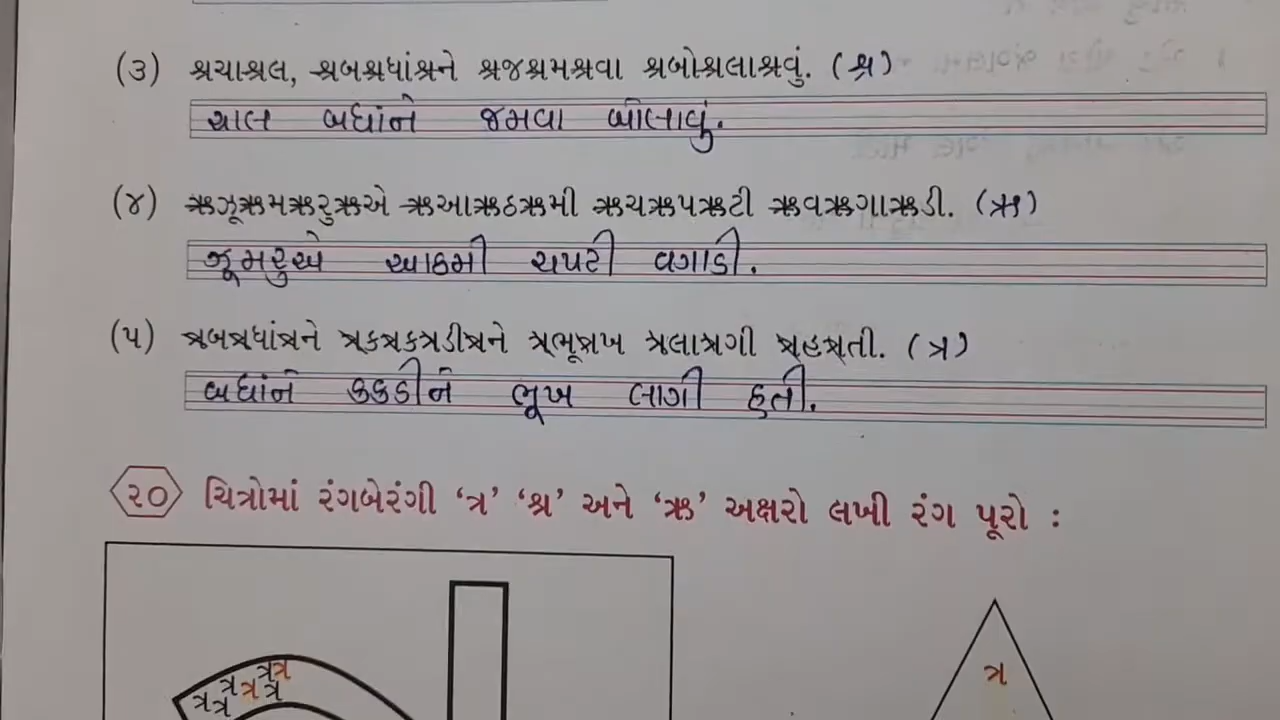 (૩) શ્રચાશ્રલ, શ્રબશ્રધાંશ્રને શ્રજશ્રમશ્રવા શ્રબોશ્રલાશ્રવું. (શ્ર)
ચાલ બધાંને જમવા બોલાવું.
(૪) ઋઝૂઋમઋરુઋએ ઋઆઋઠઋમી ઋચઋપઋટી ઋવઋગાઋડી. (ઋ)
ઝૂમરુએ આઠમી ચપટી વગાડી.
(૫) ત્રબત્રધાંત્રને ત્રકત્રકત્રડીત્રને ત્રભૂત્રખ ત્રલાત્રગી ત્રહત્રતી. (ત્ર)
બધાંને કકડીને ભૂખ લાગી હતી.
૨૦ ચિત્રોમાં રંગબેરંગી ‘ત્ર’ ‘શ્ર’ અને ‘ઋ’ અક્ષરો લખી રંગ પૂરો :
ત્ર ત્ર ત્ર ત્ર ત્ર ત્ર ત્ર
ત્ર